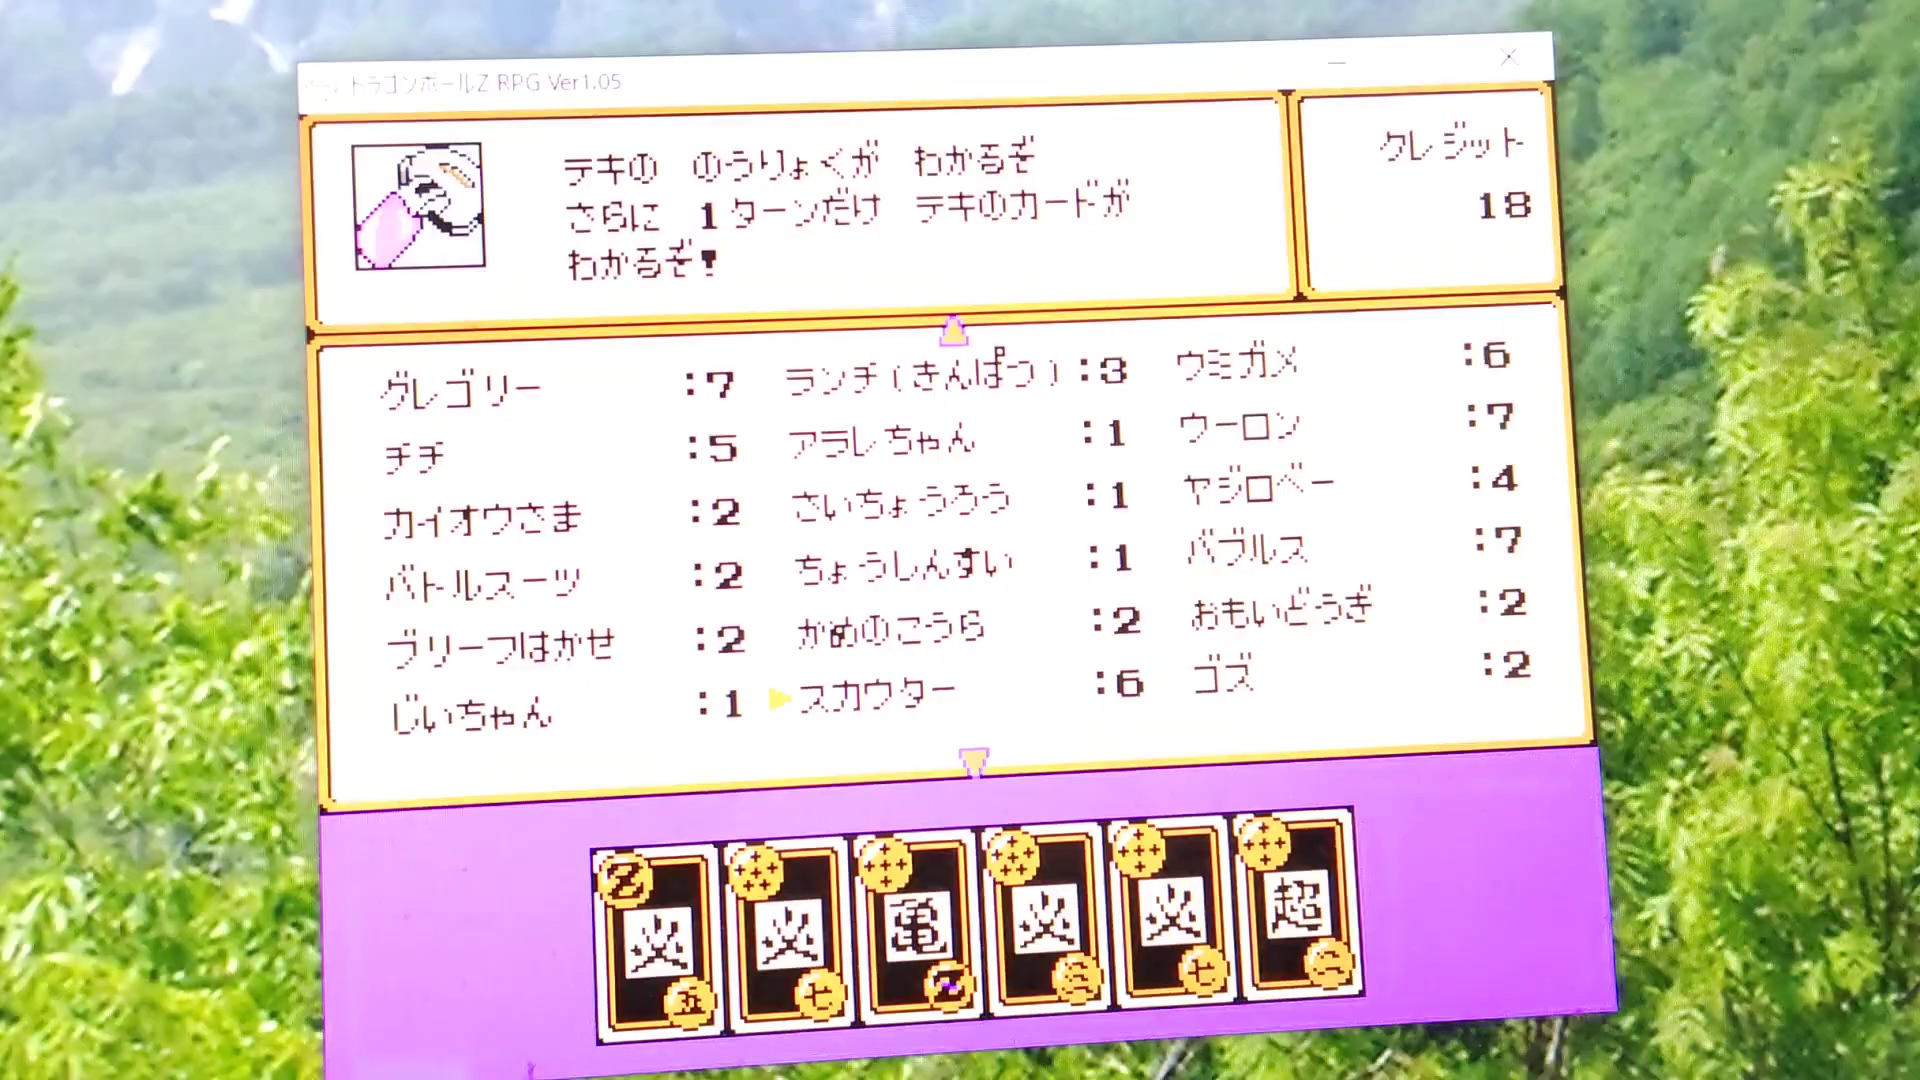 ドラゴンボールZ RPG Ver1.05
テキの のうりょくが わかるぞ
さらに 1ターンだけ テキのカードが
わかるぞ!
クレジット
18
グレゴリー :7 ランチ(きんぱつ) :3 ウミガメ :6
チチ :5 アラレちゃん :1 ウーロン :7
カイオウさま :2 さいちょうろう :1 ヤジロベー :4
バトルスーツ :2 ちょうしんすい :1 バブルス :7
ブリーフはかせ :2 かめのこうら :2 おもいどうぎ :2
じいちゃん :1 スカウター :6 ゴズ :2
Z
火 火 亀 火 火 超
五 七 Z 七 二